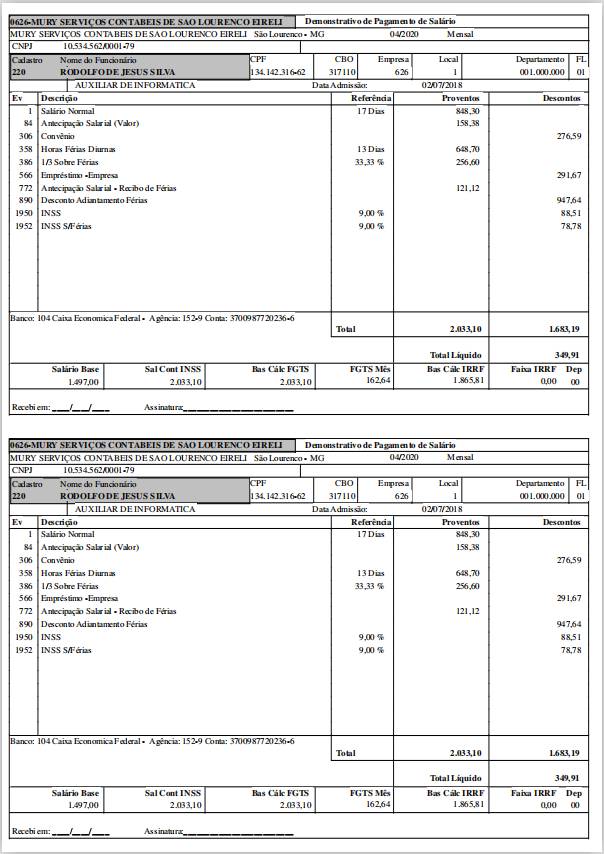 0626-MURY SERVIÇOS CONTABEIS DE SAO LOURENCO EIRELI Demonstrativo de Pagamento de Salário
MURY SERVIÇOS CONTABEIS DE SAO LOURENCO EIRELI São Lourenco - MG 04/2020 Mensal
CNPJ 10.534.562/0001-79
Cadastro Nome do Funcionário CPF CBO Empresa Local Departamento FL
220 RODOLFO DE JESUS SILVA 134.142.316-62 317110 626 1 001.000.000 01
AUXILIAR DE INFORMATICA Data Admissão: 02/07/2018
Ev Descrição Referência Proventos Descontos
1 Salário Normal 17 Dias 848,30
84 Antecipação Salarial (Valor) 158,38
306 Convênio 276,59
358 Horas Férias Diurnas 13 Dias 648,70
386 1/3 Sobre Férias 33,33 % 256,60
566 Empréstimo -Empresa 291,67
772 Antecipação Salarial - Recibo de Férias 121,12
890 Desconto Adiantamento Férias 947,64
1950 INSS 9,00 % 88,51
1952 INSS S/Férias 9,00 % 78,78
Banco: 104 Caixa Economica Federal - Agência: 152-9 Conta: 3700987720236-6
Total 2.033,10 1.683,19
Total Líquido 349,91
Salário Base Sal Cont INSS Bas Cálc FGTS FGTS Mês Bas Cálc IRRF Faixa IRRF Dep
1.497,00 2.033,10 2.033,10 162,64 1.865,81 0,00 00
Recebi em: ____/____/____ Assinatura:________________________
0626-MURY SERVIÇOS CONTABEIS DE SAO LOURENCO EIRELI Demonstrativo de Pagamento de Salário
MURY SERVIÇOS CONTABEIS DE SAO LOURENCO EIRELI São Lourenco - MG 04/2020 Mensal
CNPJ 10.534.562/0001-79
Cadastro Nome do Funcionário CPF CBO Empresa Local Departamento FL
220 RODOLFO DE JESUS SILVA 134.142.316-62 317110 626 1 001.000.000 01
AUXILIAR DE INFORMATICA Data Admissão: 02/07/2018
Ev Descrição Referência Proventos Descontos
1 Salário Normal 17 Dias 848,30
84 Antecipação Salarial (Valor) 158,38
306 Convênio 276,59
358 Horas Férias Diurnas 13 Dias 648,70
386 1/3 Sobre Férias 33,33 % 256,60
566 Empréstimo -Empresa 291,67
772 Antecipação Salarial - Recibo de Férias 121,12
890 Desconto Adiantamento Férias 947,64
1950 INSS 9,00 % 88,51
1952 INSS S/Férias 9,00 % 78,78
Banco: 104 Caixa Economica Federal - Agência: 152-9 Conta: 3700987720236-6
Total 2.033,10 1.683,19
Total Líquido 349,91
Salário Base Sal Cont INSS Bas Cálc FGTS FGTS Mês Bas Cálc IRRF Faixa IRRF Dep
1.497,00 2.033,10 2.033,10 162,64 1.865,81 0,00 00
Recebi em: ____/____/____ Assinatura:________________________